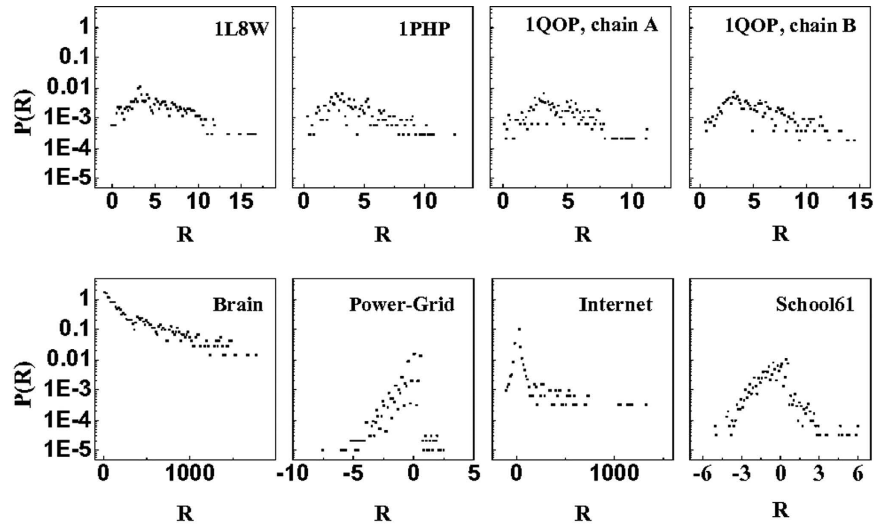 1L8W
1PHP
1QOP, chain A
1QOP, chain B
P(R)
1
0.1
0.01
1E-3
1E-4
1E-5
0 5 10 15
0 5 10
0 5 10
0 5 10 15
R R R R
Brain
Power-Grid
Internet
School61
P(R)
1
0.1
0.01
1E-3
1E-4
1E-5
0 1000
-10 -5 0 5
0 1000
-6 -3 0 3 6
R R R R